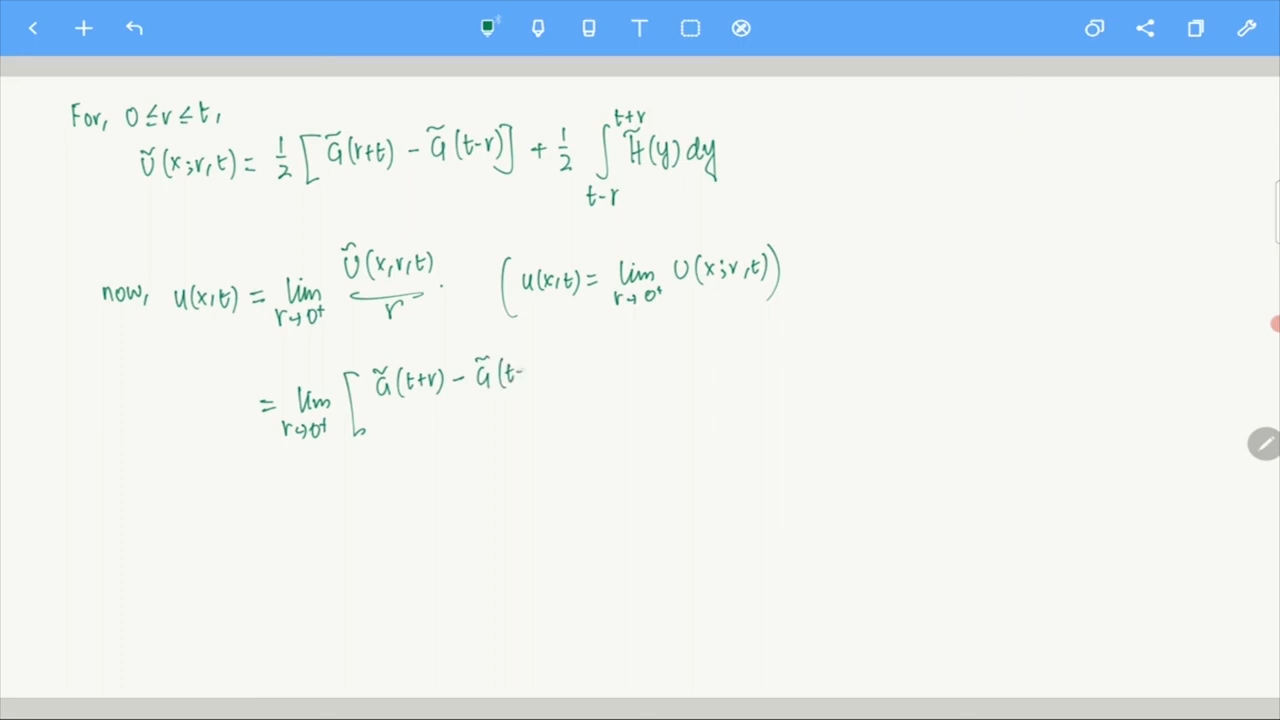 For, 0 ≤ r ≤ t,
Ũ(x;r,t) = 1/2 [G̃(r+t) - G̃(t-r)] + 1/2 ∫_{t-r}^{t+r} H̃(y) dy
now, u(x,t) = lim_{r→0⁺} Ũ(x,r,t)/r . (u(x,t) = lim_{r→0⁺} U(x;r,t))
= lim_{r→0⁺} [ G̃(t+r) - G̃(t-